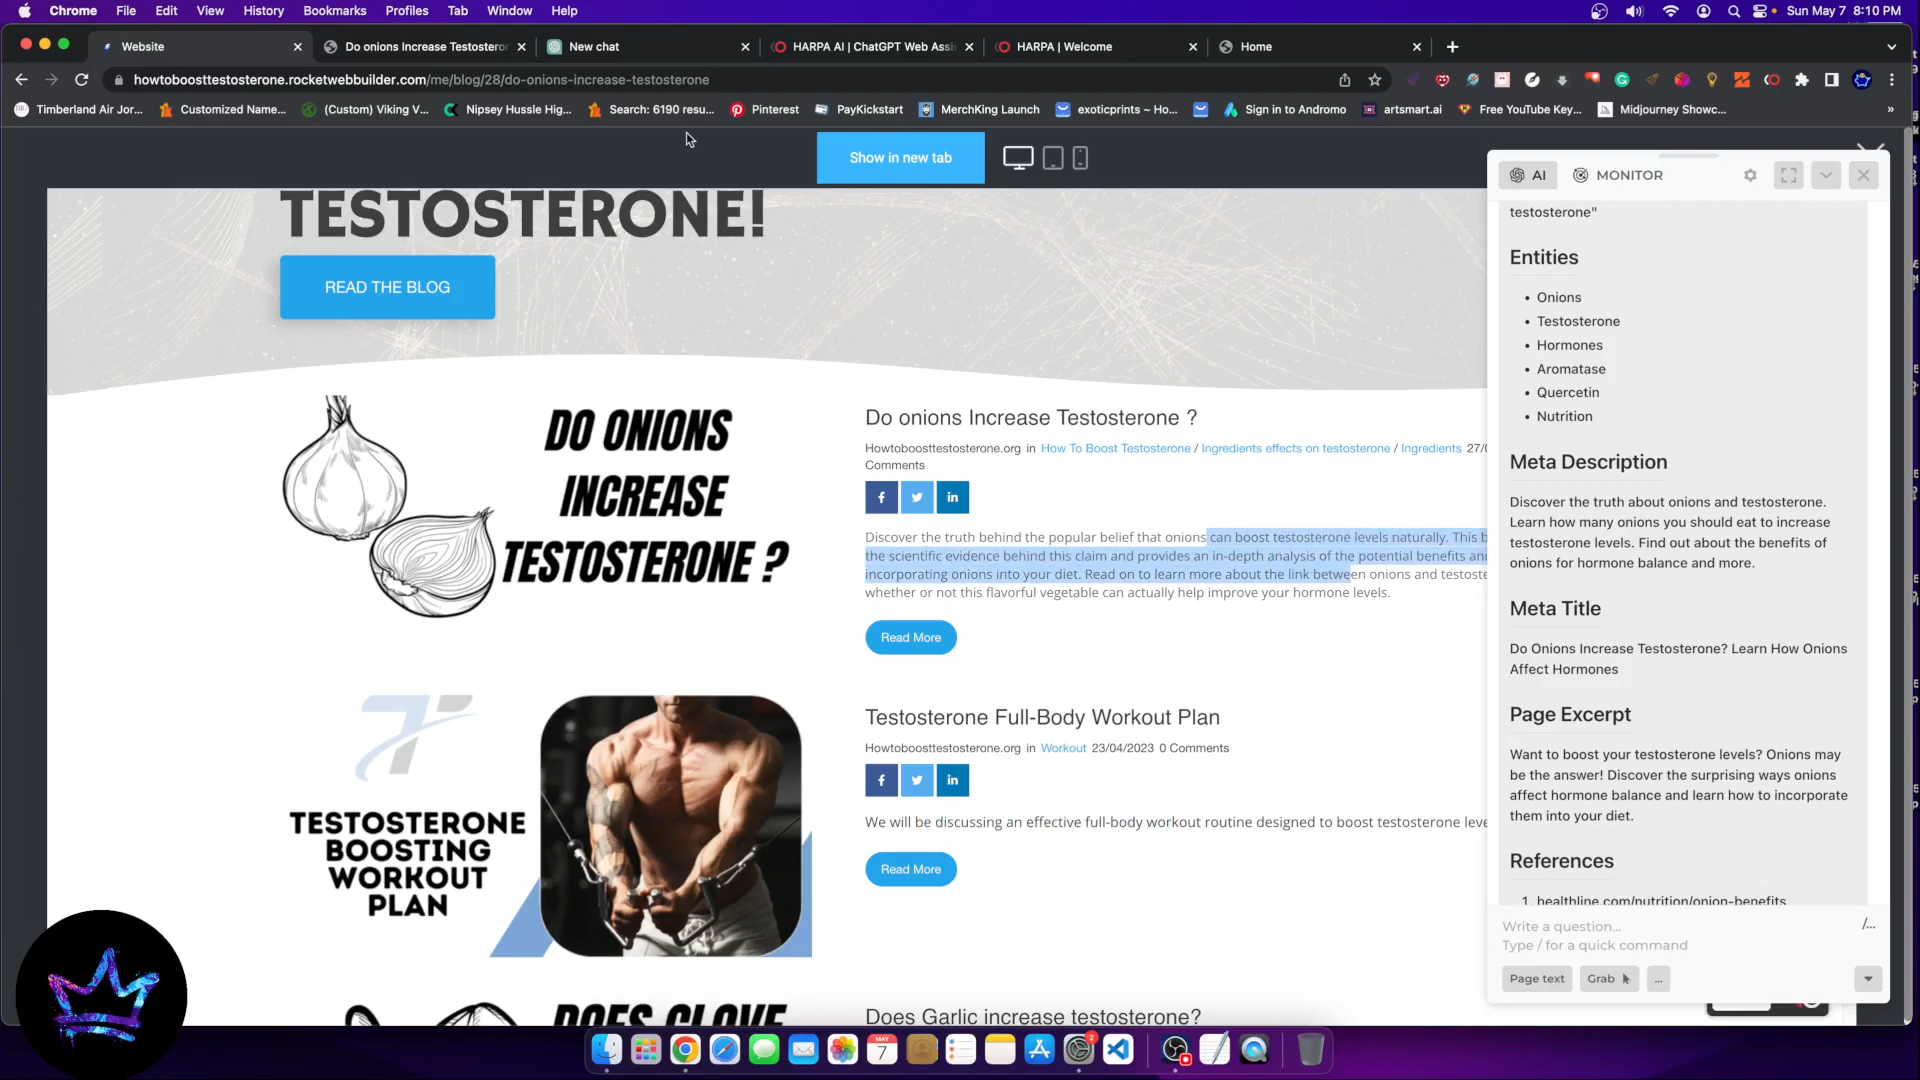 Chrome File Edit View History Bookmarks Profiles Tab Window Help
Sun May 7 8:10 PM
Website
Do onions Increase Testoster
New chat
HARPA AI | ChatGPT Web Assi
HARPA | Welcome
Home
howtoboosttestosterone.rocketwebbuilder.com/me/blog/28/do-onions-increase-testosterone
Timberland Air Jor...
Customized Name...
(Custom) Viking V...
Nipsey Hussle Hig...
Search: 6190 resu...
Pinterest
PayKickstart
MerchKing Launch
exoticprints ~ Ho...
Sign in to Andromo
artsmart.ai
Free YouTube Key...
Midjourney Showc...
Show in new tab
TESTOSTERONE!
READ THE BLOG
DO ONIONS
INCREASE
TESTOSTERONE ?
Do onions Increase Testosterone ?
Howtoboosttestosterone.org in How To Boost Testosterone / Ingredients effects on testosterone / Ingredients 27/0
Comments
Discover the truth behind the popular belief that onions can boost testosterone levels naturally. This b
the scientific evidence behind this claim and provides an in-depth analysis of the potential benefits and
incorporating onions into your diet. Read on to learn more about the link between onions and testoste
whether or not this flavorful vegetable can actually help improve your hormone levels.
Read More
TESTOSTERONE
BOOSTING
WORKOUT
PLAN
Testosterone Full-Body Workout Plan
Howtoboosttestosterone.org in Workout 23/04/2023 0 Comments
We will be discussing an effective full-body workout routine designed to boost testosterone leve
Read More
DOES CLOVE
Does Garlic increase testosterone?
AI
MONITOR
testosterone"
Entities
• Onions
• Testosterone
• Hormones
• Aromatase
• Quercetin
• Nutrition
Meta Description
Discover the truth about onions and testosterone.
Learn how many onions you should eat to increase
testosterone levels. Find out about the benefits of
onions for hormone balance and more.
Meta Title
Do Onions Increase Testosterone? Learn How Onions
Affect Hormones
Page Excerpt
Want to boost your testosterone levels? Onions may
be the answer! Discover the surprising ways onions
affect hormone balance and learn how to incorporate
them into your diet.
References
1. healthline.com/nutrition/onion-benefits
Write a question...
Type / for a quick command
/...
Page text
Grab
...
MAY
7
2